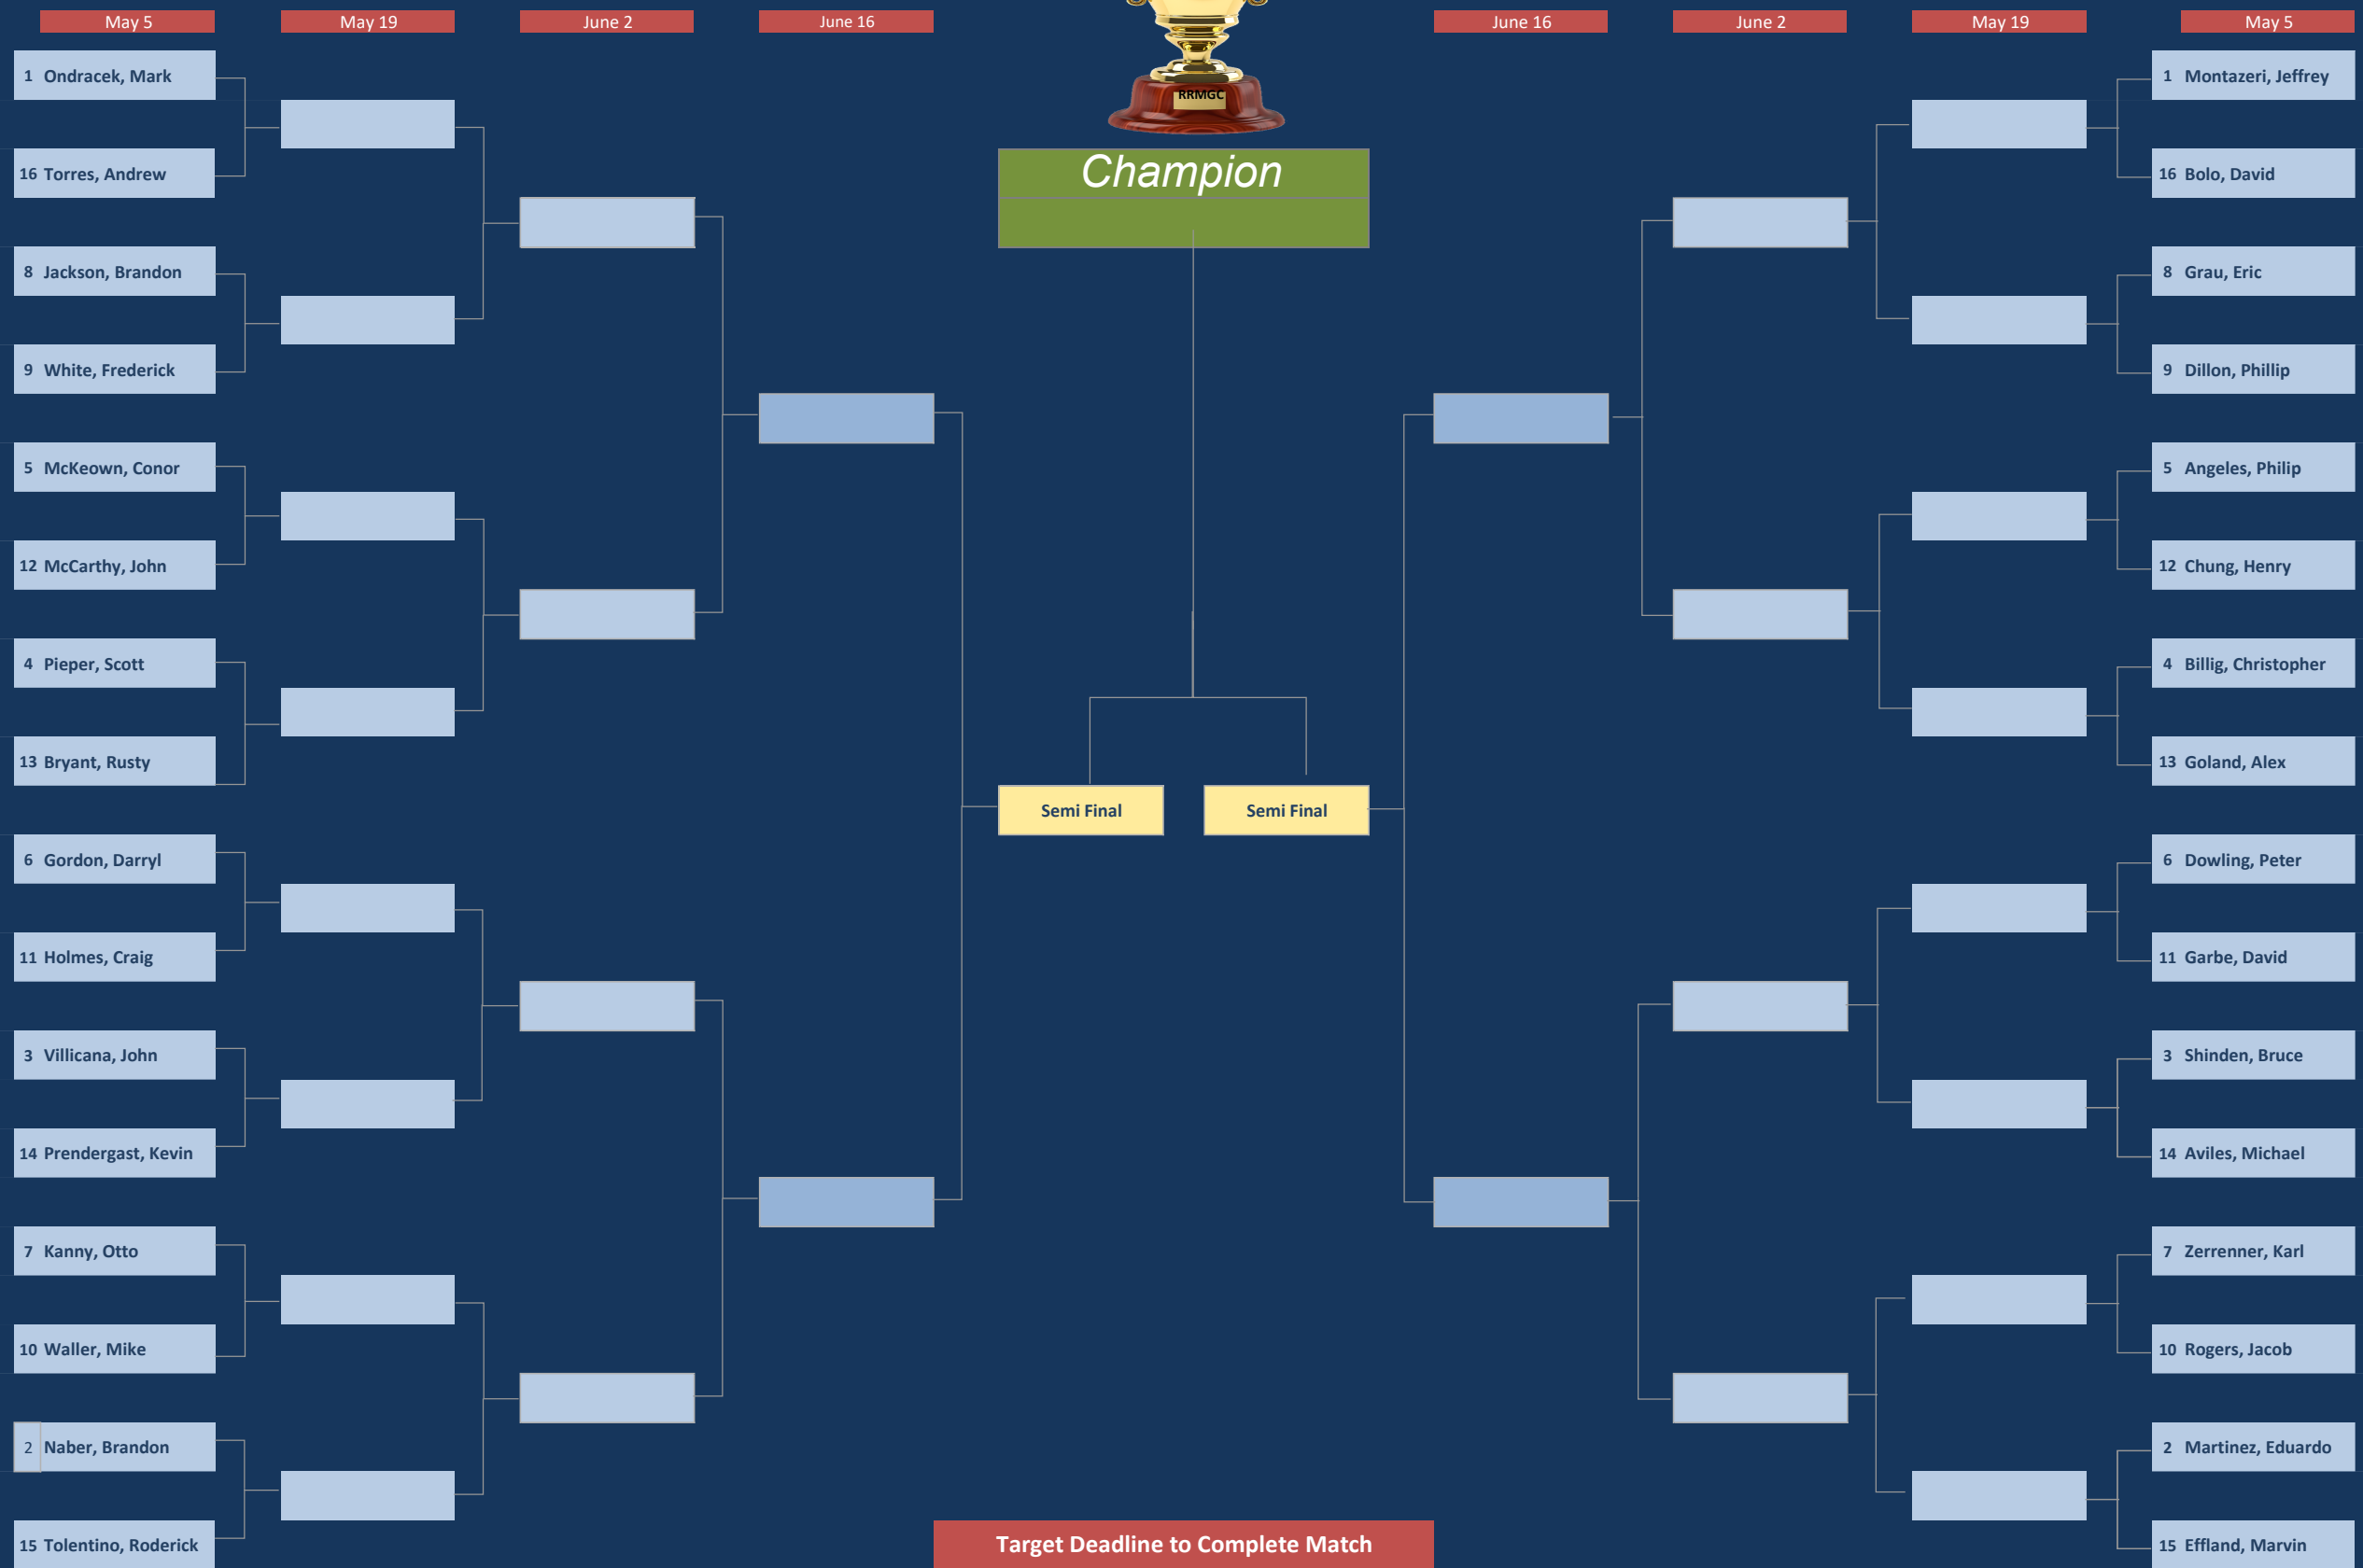 May 5
May 19
June 2
June 16
June 16
June 2
May 19
May 5
RRMGC
Champion
1 Ondracek, Mark
16 Torres, Andrew
8 Jackson, Brandon
9 White, Frederick
5 McKeown, Conor
12 McCarthy, John
4 Pieper, Scott
13 Bryant, Rusty
6 Gordon, Darryl
11 Holmes, Craig
3 Villicana, John
14 Prendergast, Kevin
7 Kanny, Otto
10 Waller, Mike
2 Naber, Brandon
15 Tolentino, Roderick
Semi Final
Semi Final
1 Montazeri, Jeffrey
16 Bolo, David
8 Grau, Eric
9 Dillon, Phillip
5 Angeles, Philip
12 Chung, Henry
4 Billig, Christopher
13 Goland, Alex
6 Dowling, Peter
11 Garbe, David
3 Shinden, Bruce
14 Aviles, Michael
7 Zerrenner, Karl
10 Rogers, Jacob
2 Martinez, Eduardo
15 Effland, Marvin
Target Deadline to Complete Match